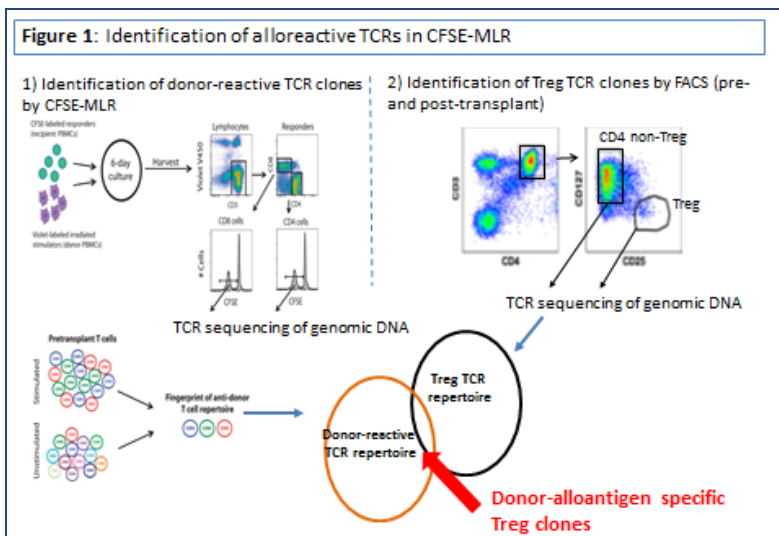 Figure 1: Identification of alloreactive TCRs in CFSE-MLR
1) Identification of donor-reactive TCR clones
by CFSE-MLR
CFSE-labeled responders
(recipient PBMCs)
6-day
culture
Harvest
Violet-labeled irradiated
stimulators (donor PBMCs)
Lymphocytes
Responders
Violet V450
CD3
CD8
CD4
CD8 cells
CD4 cells
# Cells
CFSE
CFSE
TCR sequencing of genomic DNA
2) Identification of Treg TCR clones by FACS (pre-
and post-transplant)
CD3
CD4
CD4 non-Treg
CD127
Treg
CD25
TCR sequencing of genomic DNA
Pretransplant T cells
Stimulated
Unstimulated
Fingerprint of anti-donor
T cell repertoire
Treg TCR
repertoire
Donor-reactive
TCR repertoire
Donor-alloantigen specific
Treg clones